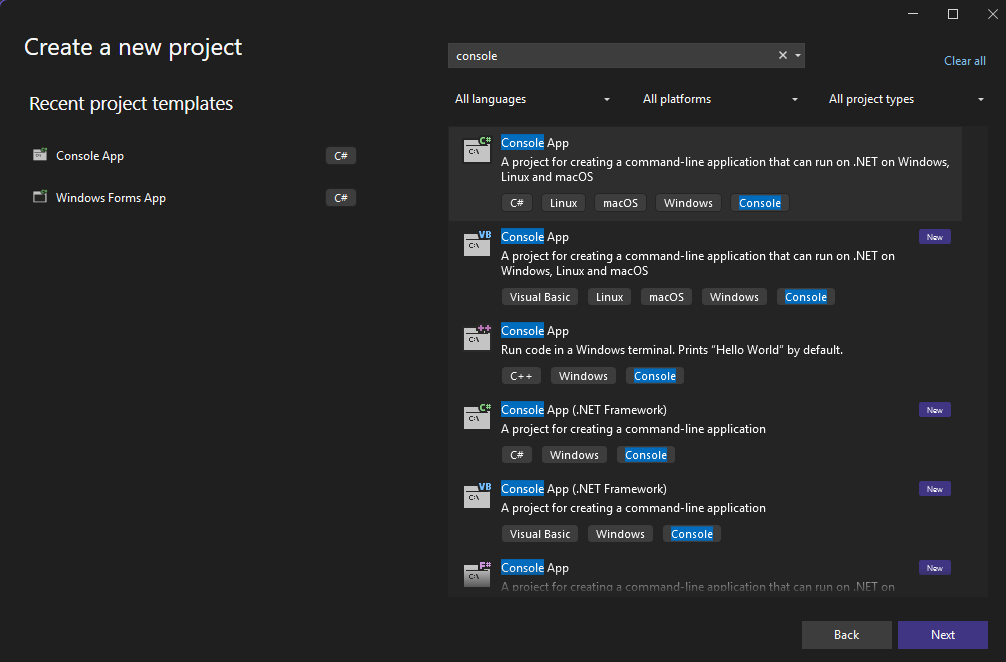 Create a new project
console
Clear all
Recent project templates
All languages
All platforms
All project types
Console App
C#
Windows Forms App
C#
C#
C:\
Console App
A project for creating a command-line application that can run on .NET on Windows,
Linux and macOS
C# Linux macOS Windows Console
VB
C:\
Console App
New
A project for creating a command-line application that can run on .NET on
Windows, Linux and macOS
Visual Basic Linux macOS Windows Console
++
C:\
Console App
Run code in a Windows terminal. Prints "Hello World" by default.
C++ Windows Console
C#
C:\
Console App (.NET Framework)
New
A project for creating a command-line application
C# Windows Console
VB
C:\
Console App (.NET Framework)
New
A project for creating a command-line application
Visual Basic Windows Console
F#
C:\
Console App
New
A project for creating a command-line application that can run on .NET on
Back
Next